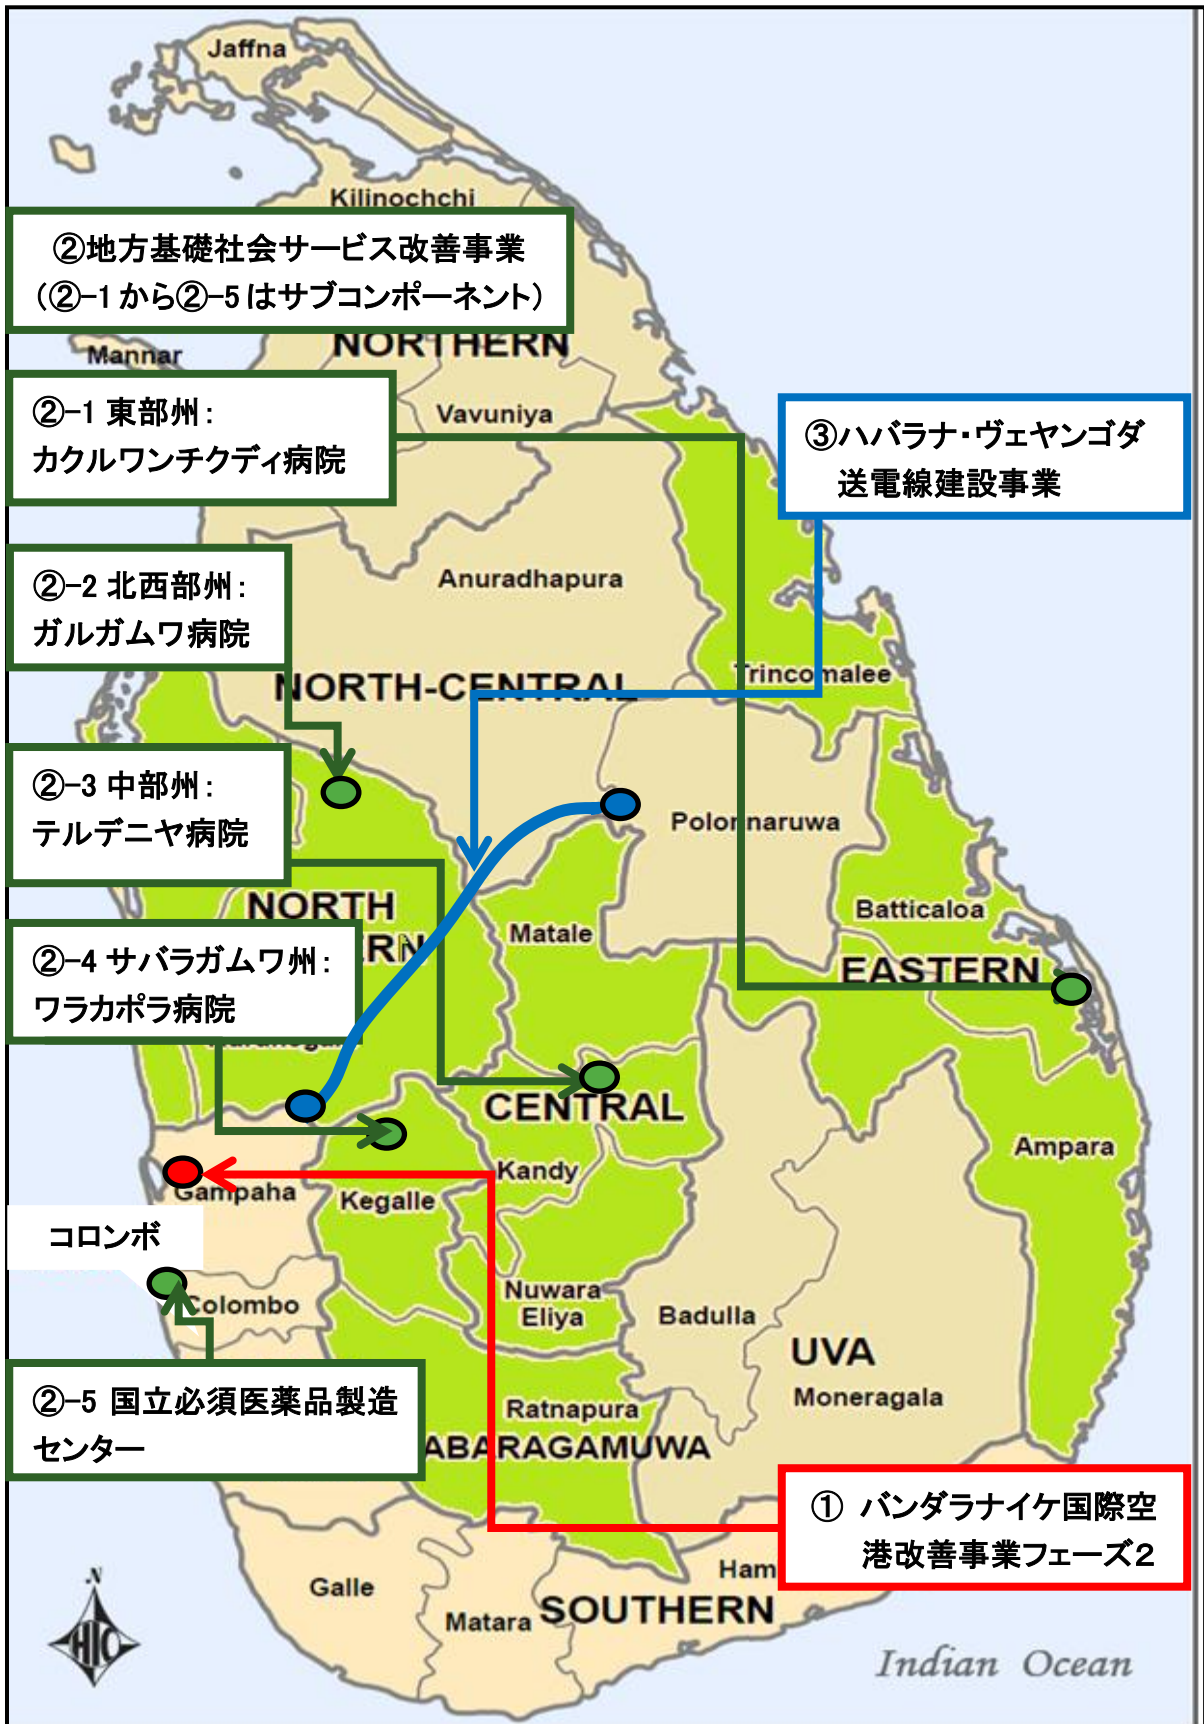 Jaffna
Kilinochchi
②地方基礎社会サービス改善事業
（②-1から②-5はサブコンポーネント）
Mannar
NORTHERN
②-1 東部州：
カクルワンチクディ病院
Vavuniya
③ハバラナ・ヴェヤンゴダ
送電線建設事業
②-2 北西部州：
ガルガムワ病院
Anuradhapura
Trincomalee
NORTH-CENTRAL
②-3 中部州：
テルデニヤ病院
Polonnaruwa
NORTH
Matale
Batticaloa
②-4 サバラガムワ州：
ワラカポラ病院
EASTERN
CENTRAL
Ampara
Kandy
Gampaha
Kegalle
コロンボ
Colombo
Nuwara
Eliya
Badulla
UVA
Moneragala
②-5 国立必須医薬品製造
センター
Ratnapura
ABARAGAMUWA
① バンダラナイケ国際空
港改善事業フェーズ2
Ham
Galle
Matara
SOUTHERN
N
HIC
Indian Ocean